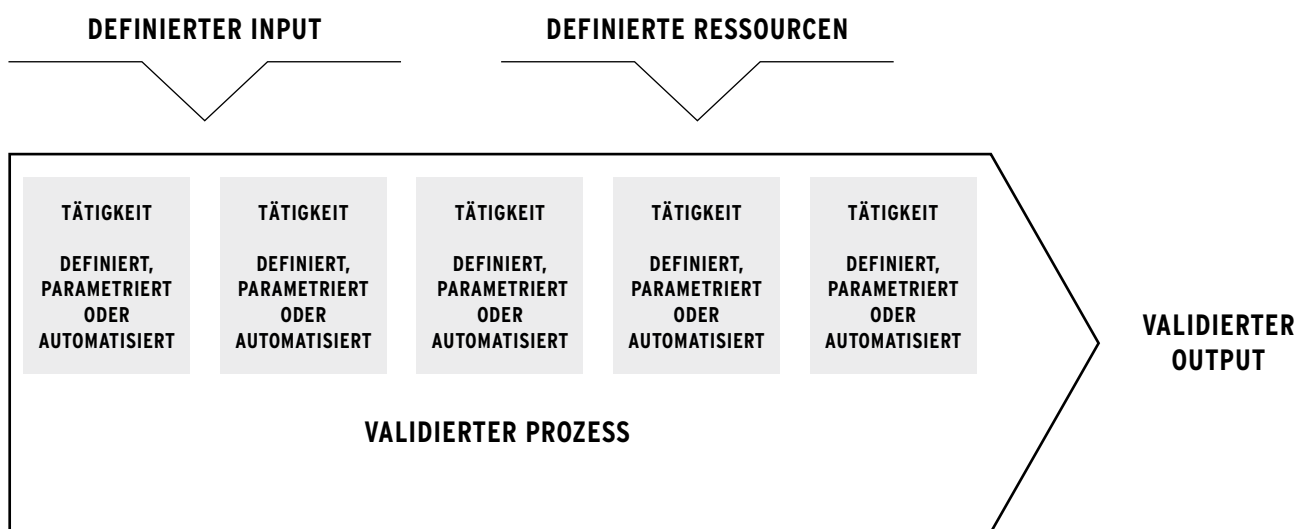 DEFINIERTER INPUT
DEFINIERTE RESSOURCEN
TÄTIGKEIT
DEFINIERT,
PARAMETRIERT
ODER
AUTOMATISIERT
TÄTIGKEIT
DEFINIERT,
PARAMETRIERT
ODER
AUTOMATISIERT
TÄTIGKEIT
DEFINIERT,
PARAMETRIERT
ODER
AUTOMATISIERT
TÄTIGKEIT
DEFINIERT,
PARAMETRIERT
ODER
AUTOMATISIERT
TÄTIGKEIT
DEFINIERT,
PARAMETRIERT
ODER
AUTOMATISIERT
VALIDIERTER PROZESS
VALIDIERTER
OUTPUT